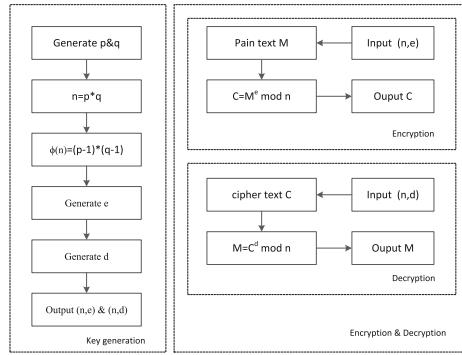 Generate p&q
n=p*q
ϕ(n)=(p-1)*(q-1)
Generate e
Generate d
Output (n,e) & (n,d)
Key generation
Pain text M
Input (n,e)
C=M^e mod n
Ouput C
Encryption
cipher text C
Input (n,d)
M=C^d mod n
Ouput M
Decryption
Encryption & Decryption